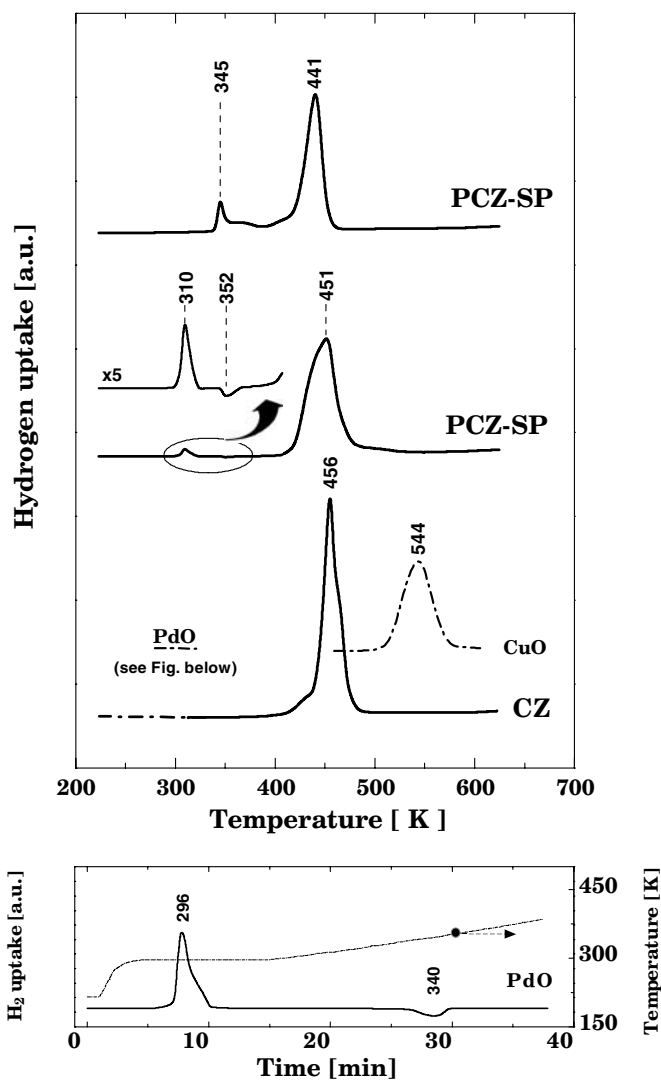 345
441
PCZ-SP
310
352
451
x5
PCZ-SP
456
544
PdO
(see Fig. below)
CuO
CZ
Hydrogen uptake [a.u.]
200 300 400 500 600 700
Temperature [ K ]
H2 uptake [a.u.]
296
340
PdO
450
300
150
Temperature [K]
0 10 20 30 40
Time [min]